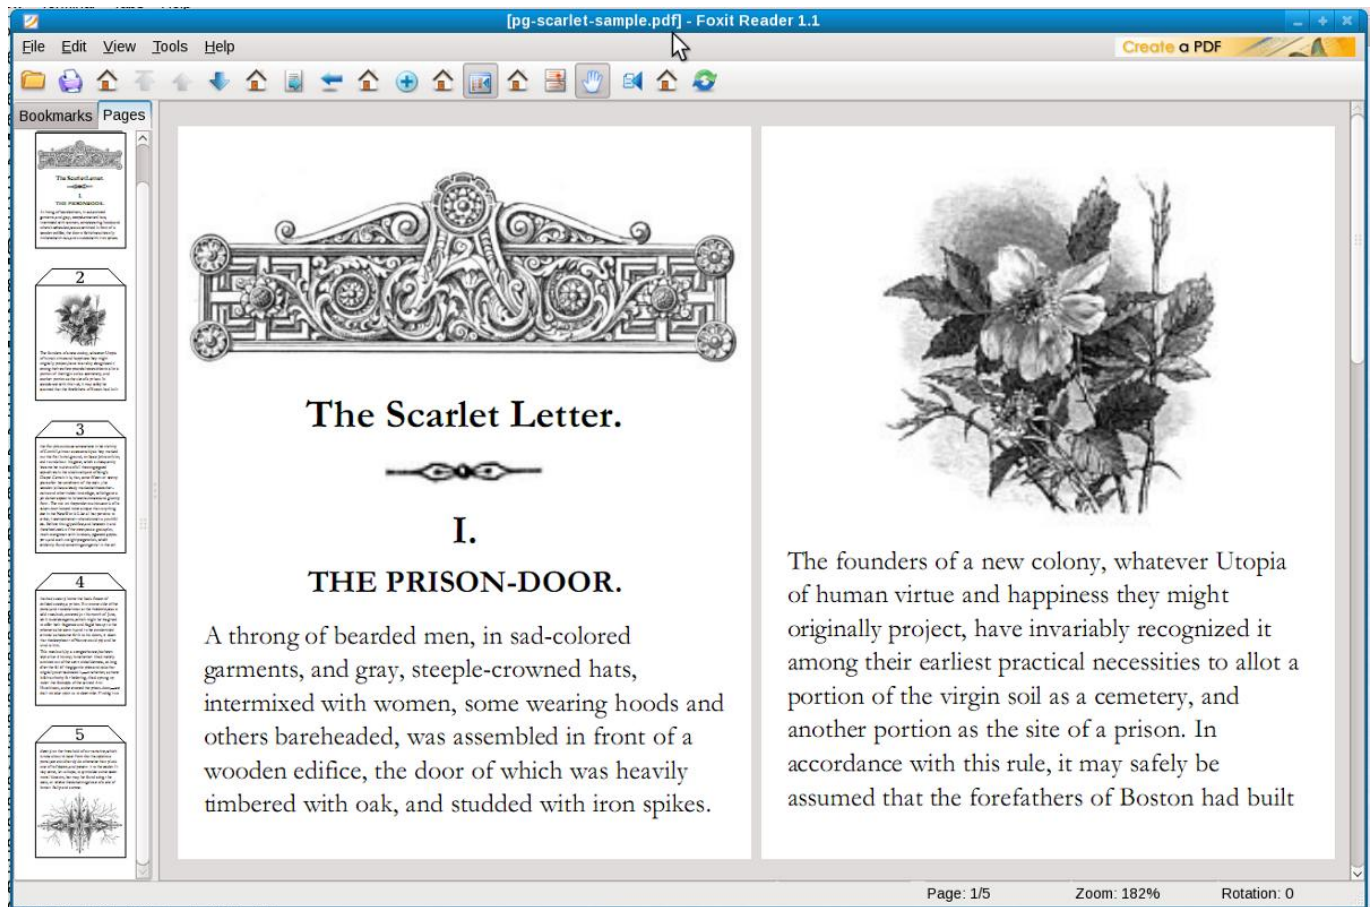 [pg-scarlet-sample.pdf] - Foxit Reader 1.1
File Edit View Tools Help
Create a PDF
Bookmarks Pages
The Scarlet Letter.
I.
THE PRISON-DOOR.
2
3
4
5
The Scarlet Letter.
I.
THE PRISON-DOOR.
A throng of bearded men, in sad-colored
garments, and gray, steeple-crowned hats,
intermixed with women, some wearing hoods and
others bareheaded, was assembled in front of a
wooden edifice, the door of which was heavily
timbered with oak, and studded with iron spikes.
The founders of a new colony, whatever Utopia
of human virtue and happiness they might
originally project, have invariably recognized it
among their earliest practical necessities to allot a
portion of the virgin soil as a cemetery, and
another portion as the site of a prison. In
accordance with this rule, it may safely be
assumed that the forefathers of Boston had built
Page: 1/5 Zoom: 182% Rotation: 0